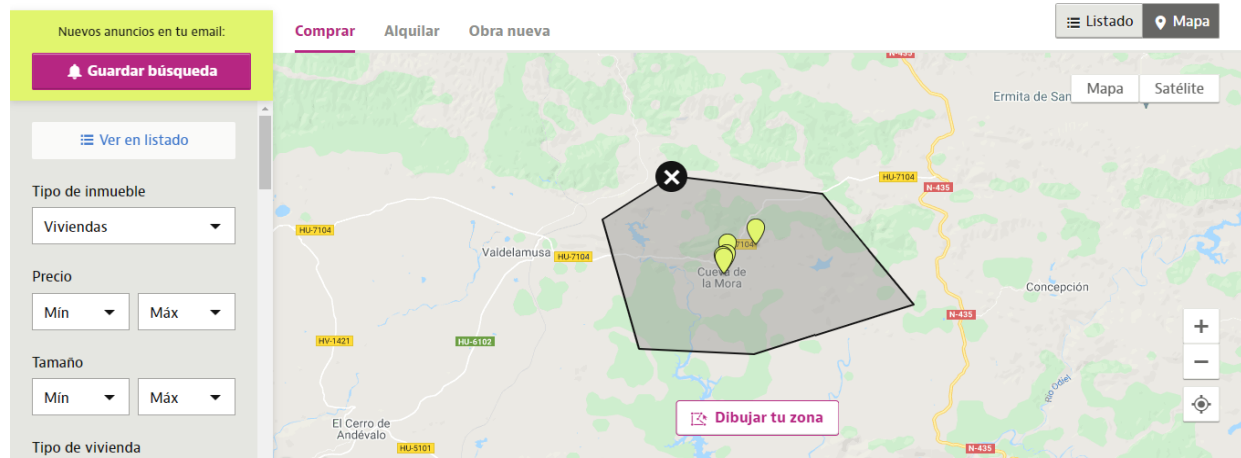 Nuevos anuncios en tu email:
Guardar búsqueda
Comprar
Alquilar
Obra nueva
Listado
Mapa
Ver en listado
Tipo de inmueble
Viviendas
Precio
Mín
Máx
Tamaño
Mín
Máx
Tipo de vivienda
Mapa
Satélite
Ermita de San
HU-7104
N-435
HU-7104
Valdelamusa
HU-7104
Cueva de
la Mora
Concepción
N-435
HV-1421
HU-6102
Río Odiel
El Cerro de
Andévalo
HU-5101
N-435
Dibujar tu zona